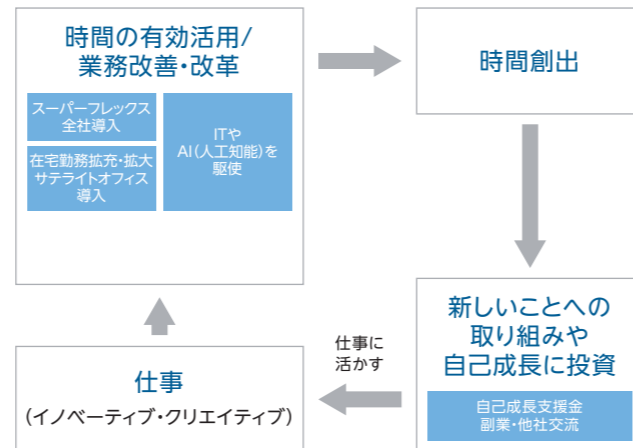 時間の有効活用/
業務改善・改革
スーパーフレックス
全社導入
在宅勤務拡充・拡大
サテライトオフィス
導入
ITや
AI(人工知能)を
駆使
時間創出
新しいことへの
取り組みや
自己成長に投資
自己成長支援金
副業・他社交流
仕事に
活かす
仕事
(イノベーティブ・クリエイティブ)